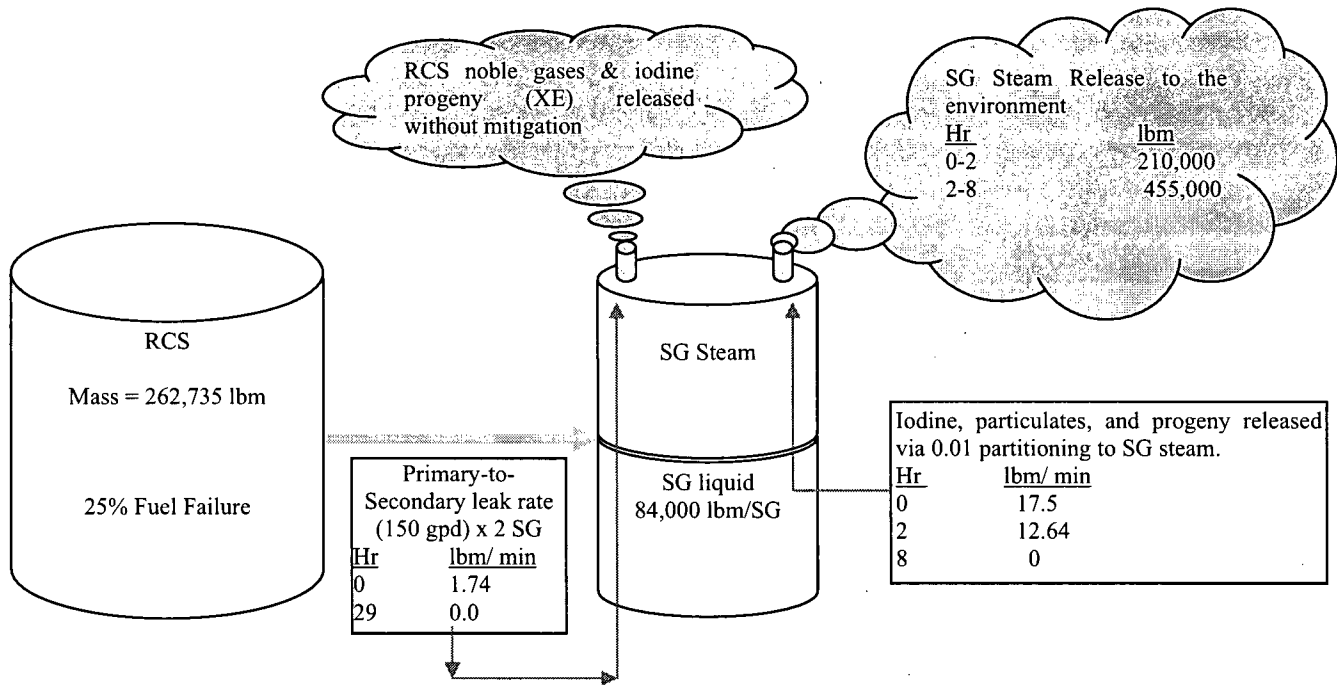 RCS noble gases & iodine
progeny (XE) released
without mitigation
SG Steam Release to the
environment
Hr lbm
0-2 210,000
2-8 455,000
RCS
Mass = 262,735 lbm
25% Fuel Failure
SG Steam
SG liquid
84,000 lbm/SG
Primary-to-
Secondary leak rate
(150 gpd) x 2 SG
Hr lbm/ min
0 1.74
29 0.0
Iodine, particulates, and progeny released
via 0.01 partitioning to SG steam.
Hr lbm/ min
0 17.5
2 12.64
8 0